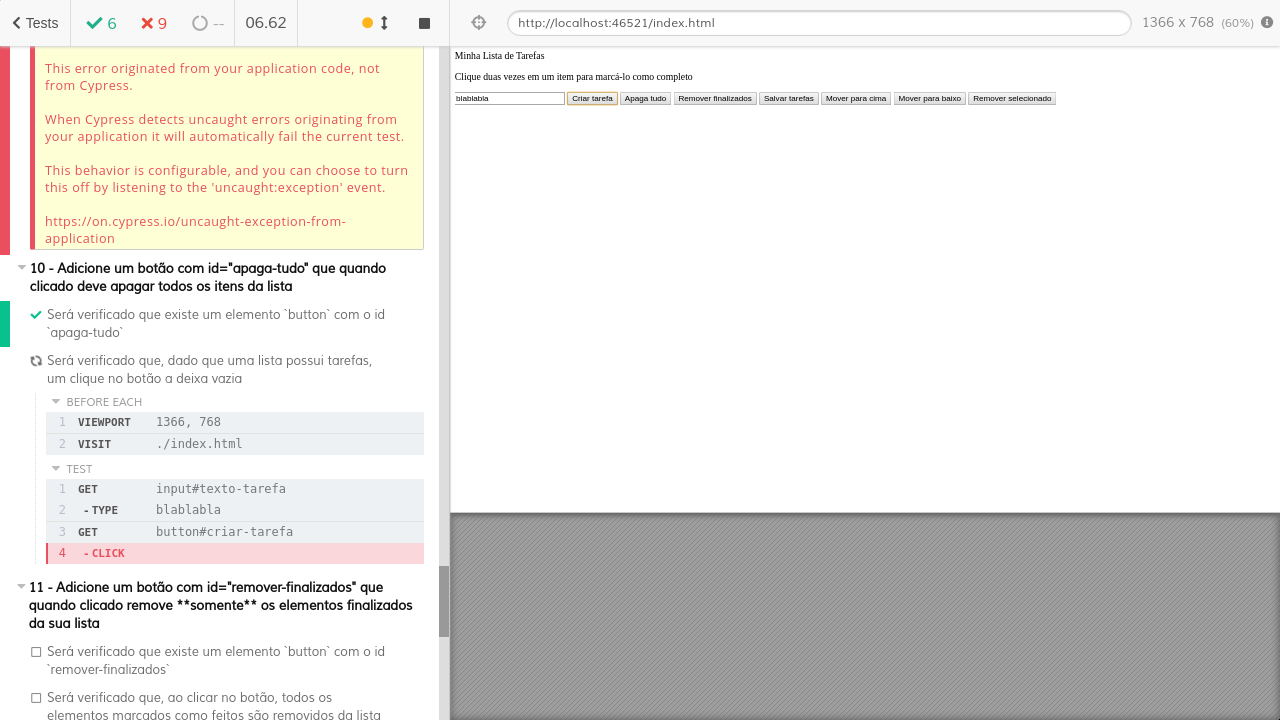 Tests
6
9
--
06.62
http://localhost:46521/index.html
1366 x 768 (60%)
This error originated from your application code, not
from Cypress.
When Cypress detects uncaught errors originating from
your application it will automatically fail the current test.
This behavior is configurable, and you can choose to turn
this off by listening to the 'uncaught:exception' event.
https://on.cypress.io/uncaught-exception-from-
application
10 - Adicione um botão com id="apaga-tudo" que quando
clicado deve apagar todos os itens da lista
Será verificado que existe um elemento `button` com o id
`apaga-tudo`
Será verificado que, dado que uma lista possui tarefas,
um clique no botão a deixa vazia
BEFORE EACH
1 VIEWPORT 1366, 768
2 VISIT ./index.html
TEST
1 GET input#texto-tarefa
2 -TYPE blablabla
3 GET button#criar-tarefa
4 -CLICK
11 - Adicione um botão com id="remover-finalizados" que
quando clicado remove **somente** os elementos finalizados
da sua lista
Será verificado que existe um elemento `button` com o id
`remover-finalizados`
Será verificado que, ao clicar no botão, todos os
elementos marcados como feitos são removidos da lista
Minha Lista de Tarefas
Clique duas vezes em um item para marcá-lo como completo
blablabla Criar tarefa Apaga tudo Remover finalizados Salvar tarefas Mover para cima Mover para baixo Remover selecionado